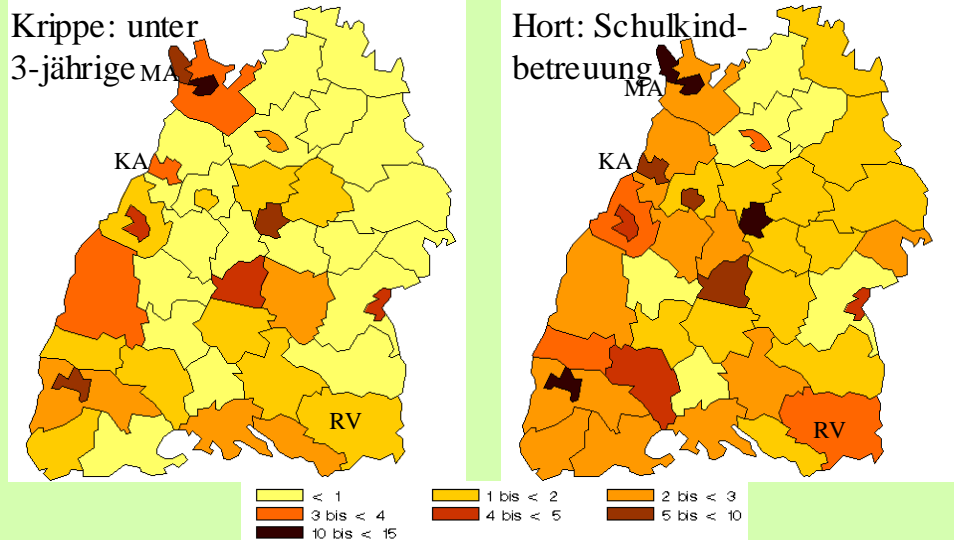 Krippe: unter
3-jährige
MA
KA
RV
Hort: Schulkind-
betreuung
MA
KA
RV
< 1
1 bis < 2
2 bis < 3
3 bis < 4
4 bis < 5
5 bis < 10
10 bis < 15